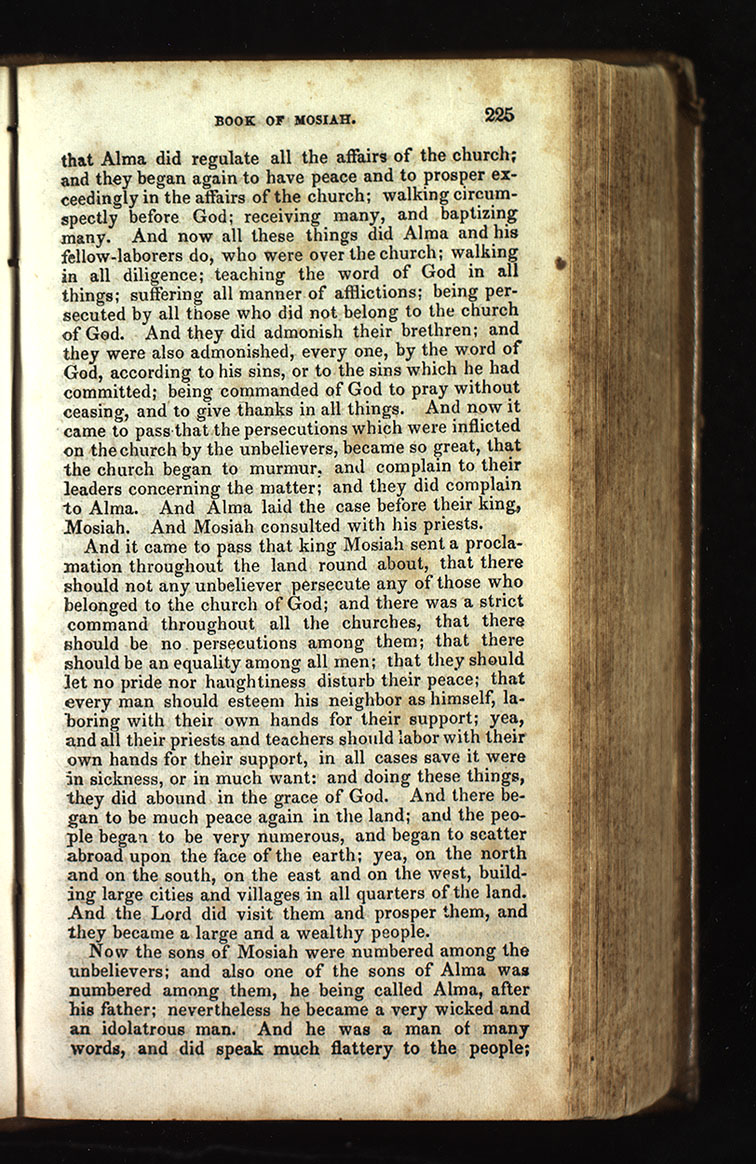 BOOK OF MOSIAH. 225
that Alma did regulate all the affairs of the church;
and they began again to have peace and to prosper ex-
ceedingly in the affairs of the church; walking circum-
spectly before God; receiving many, and baptizing
many. And now all these things did Alma and his
fellow-laborers do, who were over the church; walking
in all diligence; teaching the word of God in all
things; suffering all manner of afflictions; being per-
secuted by all those who did not belong to the church
of God. And they did admonish their brethren; and
they were also admonished, every one, by the word of
God, according to his sins, or to the sins which he had
committed; being commanded of God to pray without
ceasing, and to give thanks in all things. And now it
came to pass that the persecutions which were inflicted
on the church by the unbelievers, became so great, that
the church began to murmur, and complain to their
leaders concerning the matter; and they did complain
to Alma. And Alma laid the case before their king,
Mosiah. And Mosiah consulted with his priests.
And it came to pass that king Mosiah sent a procla-
mation throughout the land round about, that there
should not any unbeliever persecute any of those who
belonged to the church of God; and there was a strict
command throughout all the churches, that there
should be no persecutions among them; that there
should be an equality among all men; that they should
let no pride nor haughtiness disturb their peace; that
every man should esteem his neighbor as himself, la-
boring with their own hands for their support; yea,
and all their priests and teachers should labor with their
own hands for their support, in all cases save it were
in sickness, or in much want: and doing these things,
they did abound in the grace of God. And there be-
gan to be much peace again in the land; and the peo-
ple began to be very numerous, and began to scatter
abroad upon the face of the earth; yea, on the north
and on the south, on the east and on the west, build-
ing large cities and villages in all quarters of the land.
And the Lord did visit them and prosper them, and
they became a large and a wealthy people.
Now the sons of Mosiah were numbered among the
unbelievers; and also one of the sons of Alma was
numbered among them, he being called Alma, after
his father; nevertheless he became a very wicked and
an idolatrous man. And he was a man of many
words, and did speak much flattery to the people;